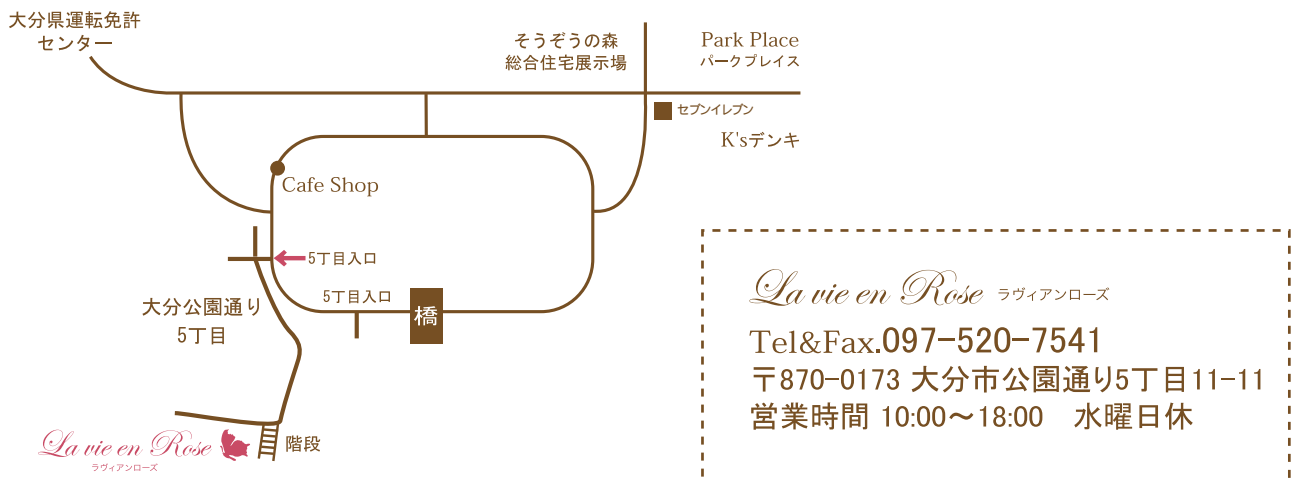 大分県運転免許
センター
そうぞうの森
総合住宅展示場
Park Place
パークプレイス
セブンイレブン
K'sデンキ
Cafe Shop
5丁目入口
5丁目入口
橋
大分公園通り
5丁目
階段
La vie en Rose
ラヴィアンローズ
La vie en Rose ラヴィアンローズ
Tel&Fax.097-520-7541
〒870-0173 大分市公園通り5丁目11-11
営業時間 10:00〜18:00　水曜日休